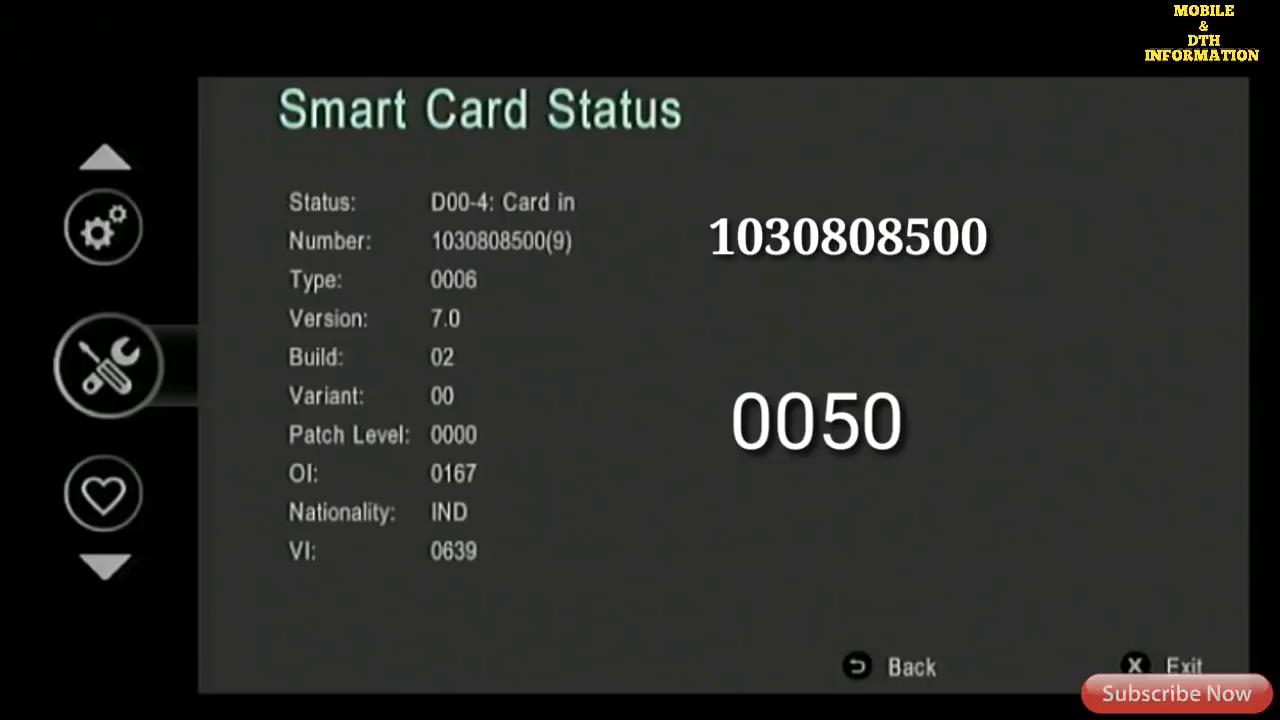 MOBILE
&
DTH
INFORMATION
Smart Card Status
Status: D00-4: Card in
Number: 1030808500(9)
1030808500
Type: 0006
Version: 7.0
Build: 02
Variant: 00
0050
Patch Level: 0000
OI: 0167
Nationality: IND
VI: 0639
Back
X Exit
Subscribe Now